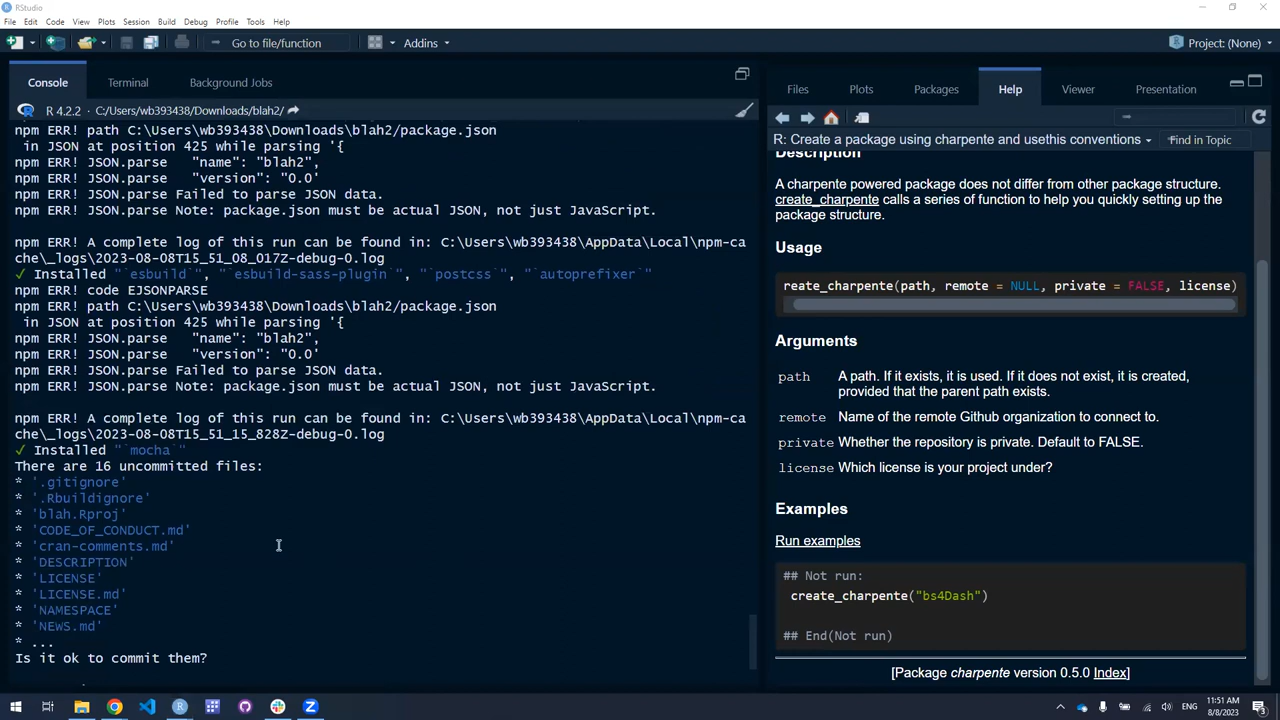 RStudio
File Edit Code View Plots Session Build Debug Profile Tools Help
Go to file/function Addins Project: (None)
Console Terminal Background Jobs
R 4.2.2 · C:/Users/wb393438/Downloads/blah2/
npm ERR! path C:\Users\wb393438\Downloads\blah2/package.json
in JSON at position 425 while parsing '{
npm ERR! JSON.parse "name": "blah2",
npm ERR! JSON.parse "version": "0.0'
npm ERR! JSON.parse Failed to parse JSON data.
npm ERR! JSON.parse Note: package.json must be actual JSON, not just JavaScript.
npm ERR! A complete log of this run can be found in: C:\Users\wb393438\AppData\Local\npm-ca
che\_logs\2023-08-08T15_51_08_017Z-debug-0.log
✓ Installed "`esbuild`", "`esbuild-sass-plugin`", "`postcss`", "`autoprefixer`"
npm ERR! code EJSONPARSE
npm ERR! path C:\Users\wb393438\Downloads\blah2/package.json
in JSON at position 425 while parsing '{
npm ERR! JSON.parse "name": "blah2",
npm ERR! JSON.parse "version": "0.0'
npm ERR! JSON.parse Failed to parse JSON data.
npm ERR! JSON.parse Note: package.json must be actual JSON, not just JavaScript.
npm ERR! A complete log of this run can be found in: C:\Users\wb393438\AppData\Local\npm-ca
che\_logs\2023-08-08T15_51_15_828Z-debug-0.log
✓ Installed "`mocha`"
There are 16 uncommitted files:
* '.gitignore'
* '.Rbuildignore'
* 'blah.Rproj'
* 'CODE_OF_CONDUCT.md'
* 'cran-comments.md'
* 'DESCRIPTION'
* 'LICENSE'
* 'LICENSE.md'
* 'NAMESPACE'
* 'NEWS.md'
* ...
Is it ok to commit them?
Files Plots Packages Help Viewer Presentation
R: Create a package using charpente and usethis conventions Find in Topic
Description
A charpente powered package does not differ from other package structure.
create_charpente calls a series of function to help you quickly setting up the
package structure.
Usage
reate_charpente(path, remote = NULL, private = FALSE, license)
Arguments
path A path. If it exists, it is used. If it does not exist, it is created,
provided that the parent path exists.
remote Name of the remote Github organization to connect to.
private Whether the repository is private. Default to FALSE.
license Which license is your project under?
Examples
Run examples
## Not run:
create_charpente("bs4Dash")
## End(Not run)
[Package charpente version 0.5.0 Index]
ENG
11:51 AM
8/8/2023